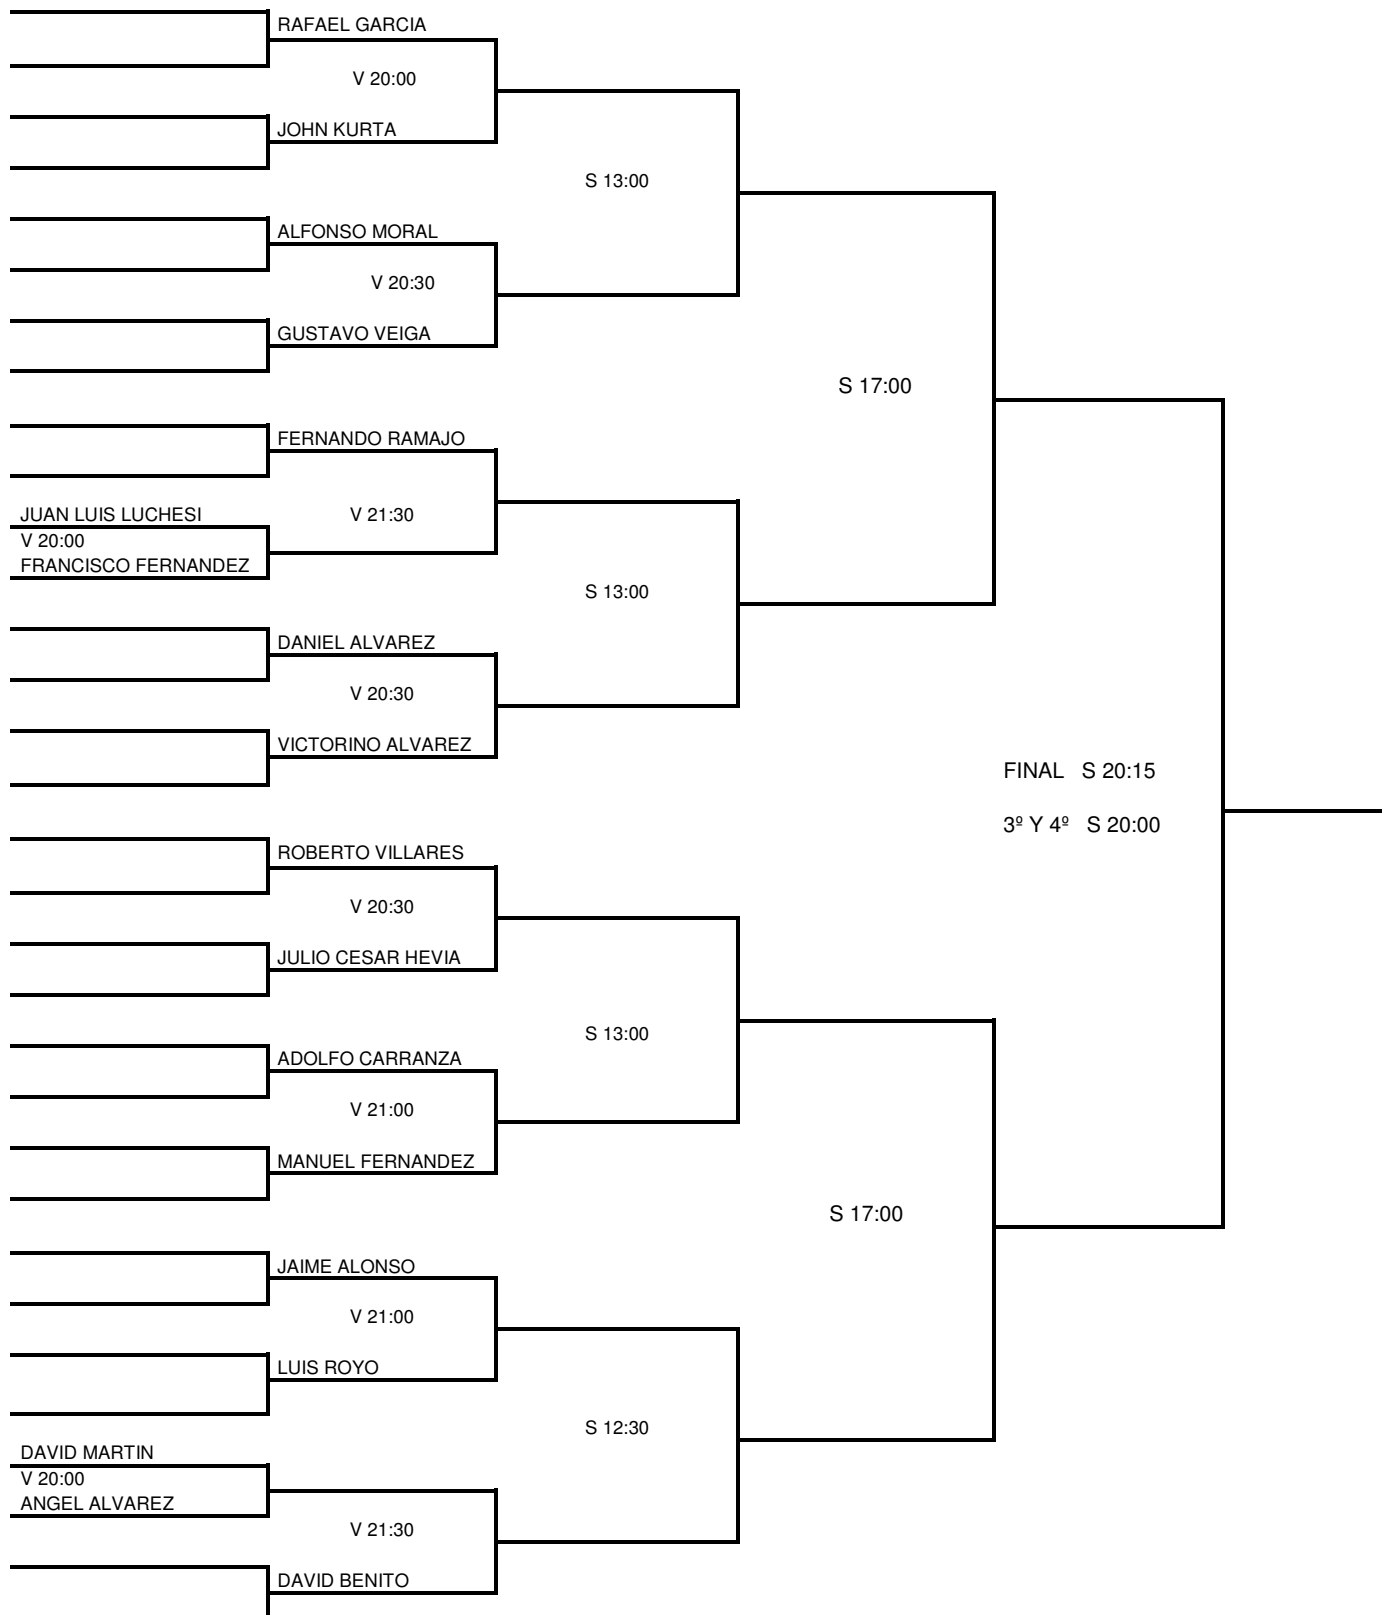 RAFAEL GARCIA
V 20:00
JOHN KURTA
S 13:00
ALFONSO MORAL
V 20:30
GUSTAVO VEIGA
S 17:00
FERNANDO RAMAJO
JUAN LUIS LUCHESI
V 21:30
V 20:00
FRANCISCO FERNANDEZ
S 13:00
DANIEL ALVAREZ
V 20:30
VICTORINO ALVAREZ
FINAL S 20:15
3º Y 4º S 20:00
ROBERTO VILLARES
V 20:30
JULIO CESAR HEVIA
S 13:00
ADOLFO CARRANZA
V 21:00
MANUEL FERNANDEZ
S 17:00
JAIME ALONSO
V 21:00
LUIS ROYO
S 12:30
DAVID MARTIN
V 20:00
ANGEL ALVAREZ
V 21:30
DAVID BENITO